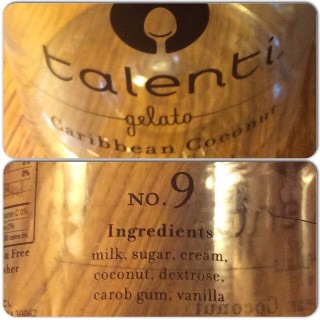 talenti
gelato
Caribbean Coconut
NO. 9
Ingredients
milk, sugar, cream,
coconut, dextrose,
carob gum, vanilla